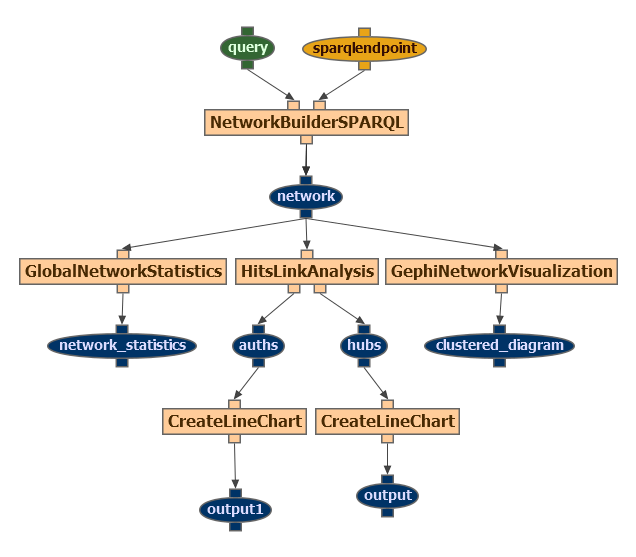 query
sparqlendpoint
NetworkBuilderSPARQL
network
GlobalNetworkStatistics
HitsLinkAnalysis
GephiNetworkVisualization
network_statistics
auths
hubs
clustered_diagram
CreateLineChart
CreateLineChart
output1
output